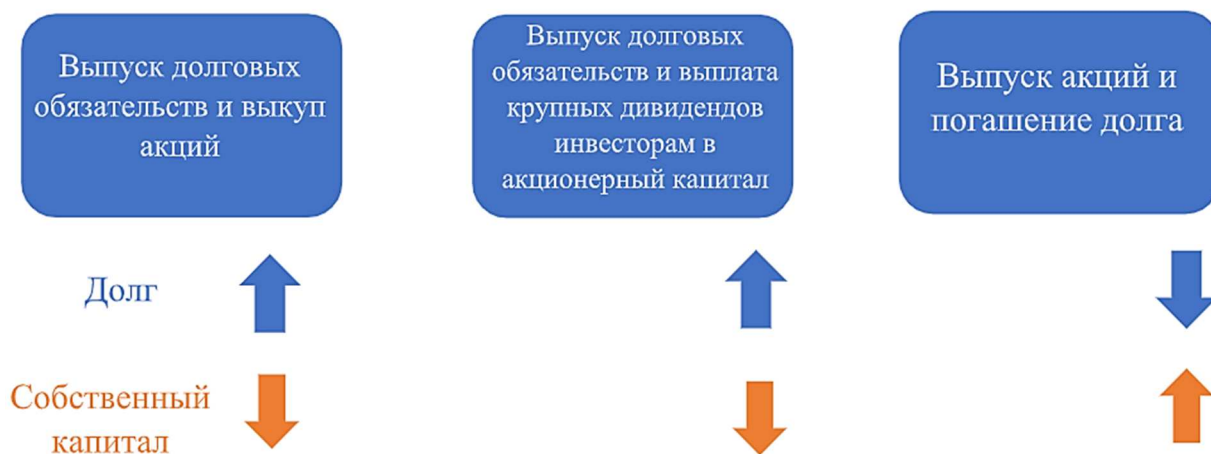 Выпуск долговых
обязательств и выкуп
акций
Выпуск долговых
обязательств и выплата
крупных дивидендов
инвесторам в
акционерный капитал
Выпуск акций и
погашение долга
Долг
Собственный
капитал